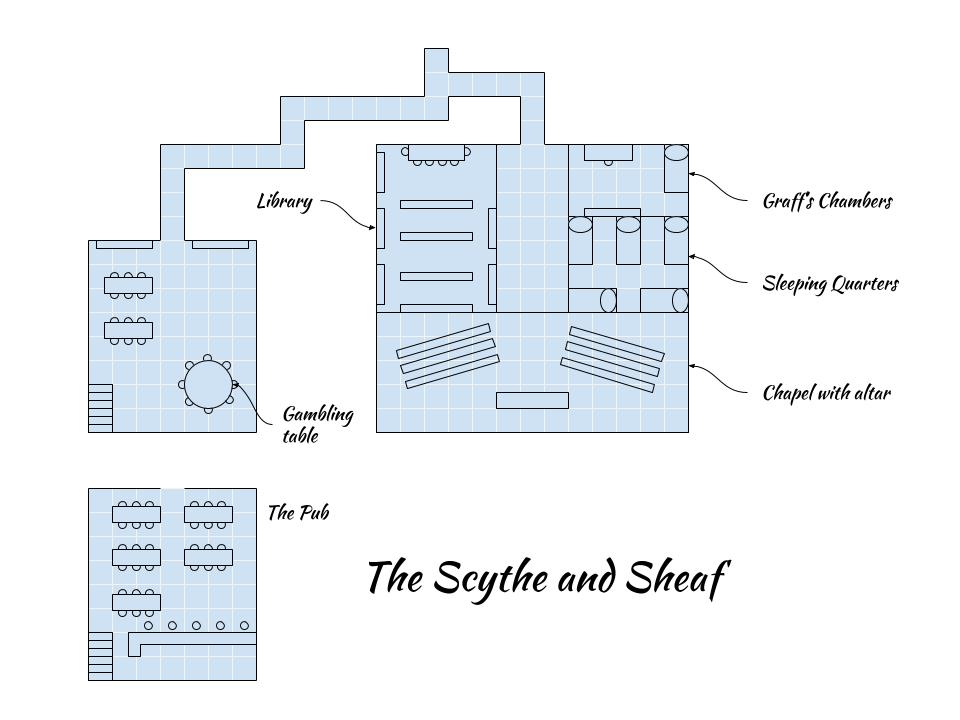 Library
Graff's Chambers
Sleeping Quarters
Chapel with altar
Gambling
table
The Pub
The Scythe and Sheaf